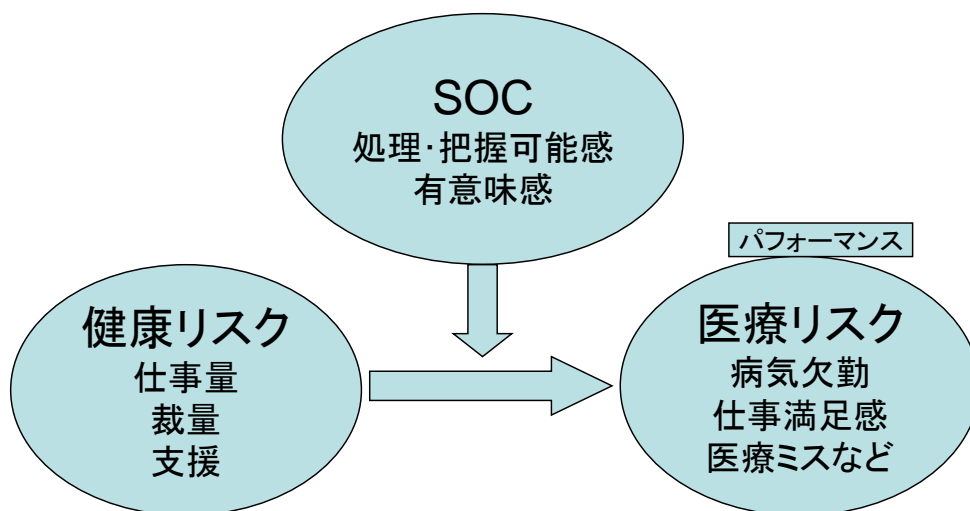 SOC
処理・把握可能感
有意味感
パフォーマンス
健康リスク
仕事量
裁量
支援
医療リスク
病気欠勤
仕事満足感
医療ミスなど